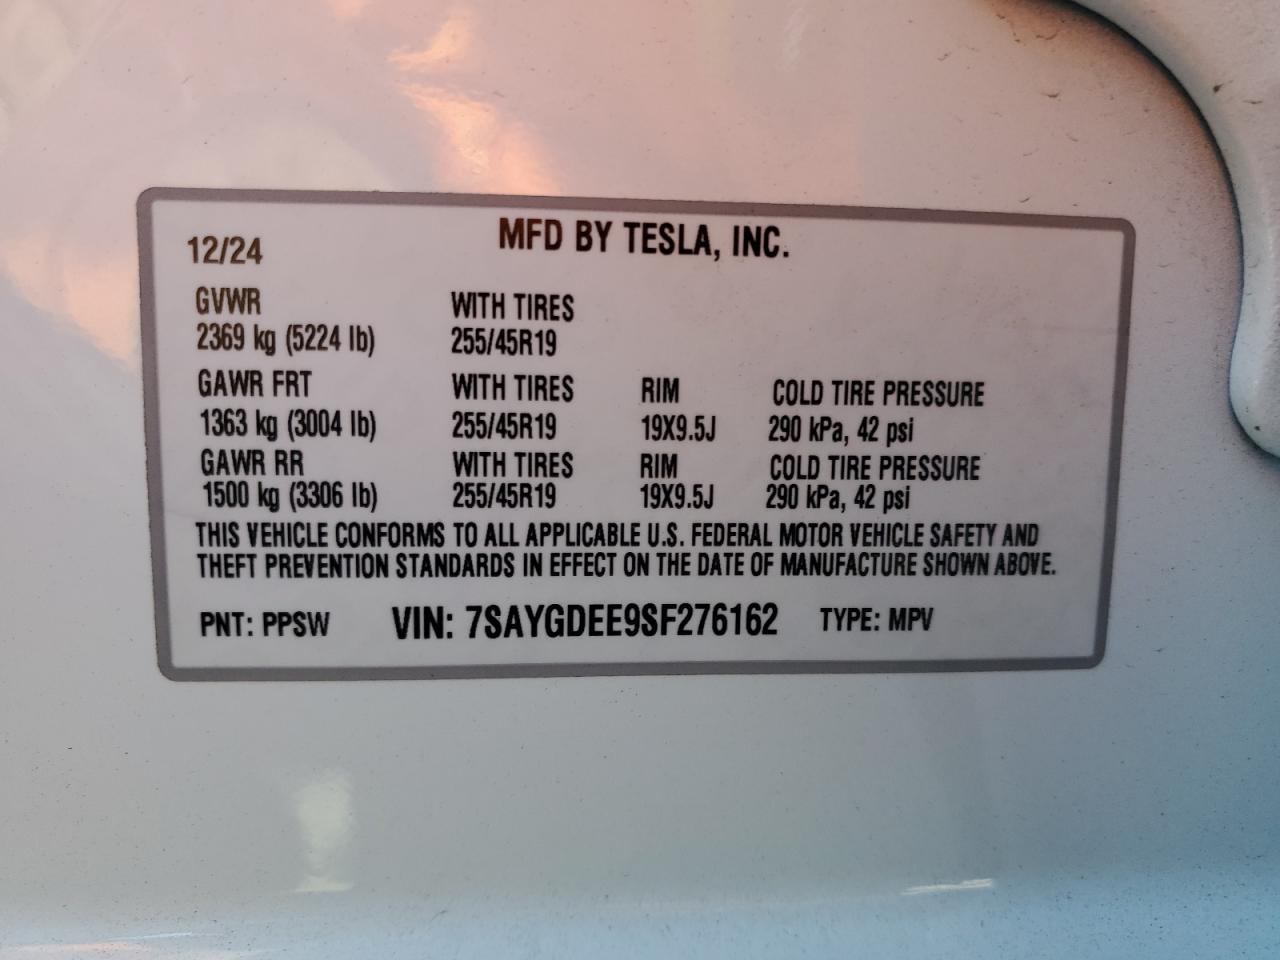 12/24 MFD BY TESLA, INC.
GVWR WITH TIRES
2369 kg (5224 lb) 255/45R19
GAWR FRT WITH TIRES RIM COLD TIRE PRESSURE
1363 kg (3004 lb) 255/45R19 19X9.5J 290 kPa, 42 psi
GAWR RR WITH TIRES RIM COLD TIRE PRESSURE
1500 kg (3306 lb) 255/45R19 19X9.5J 290 kPa, 42 psi
THIS VEHICLE CONFORMS TO ALL APPLICABLE U.S. FEDERAL MOTOR VEHICLE SAFETY AND
THEFT PREVENTION STANDARDS IN EFFECT ON THE DATE OF MANUFACTURE SHOWN ABOVE.
PNT: PPSW VIN: 7SAYGDEE9SF276162 TYPE: MPV